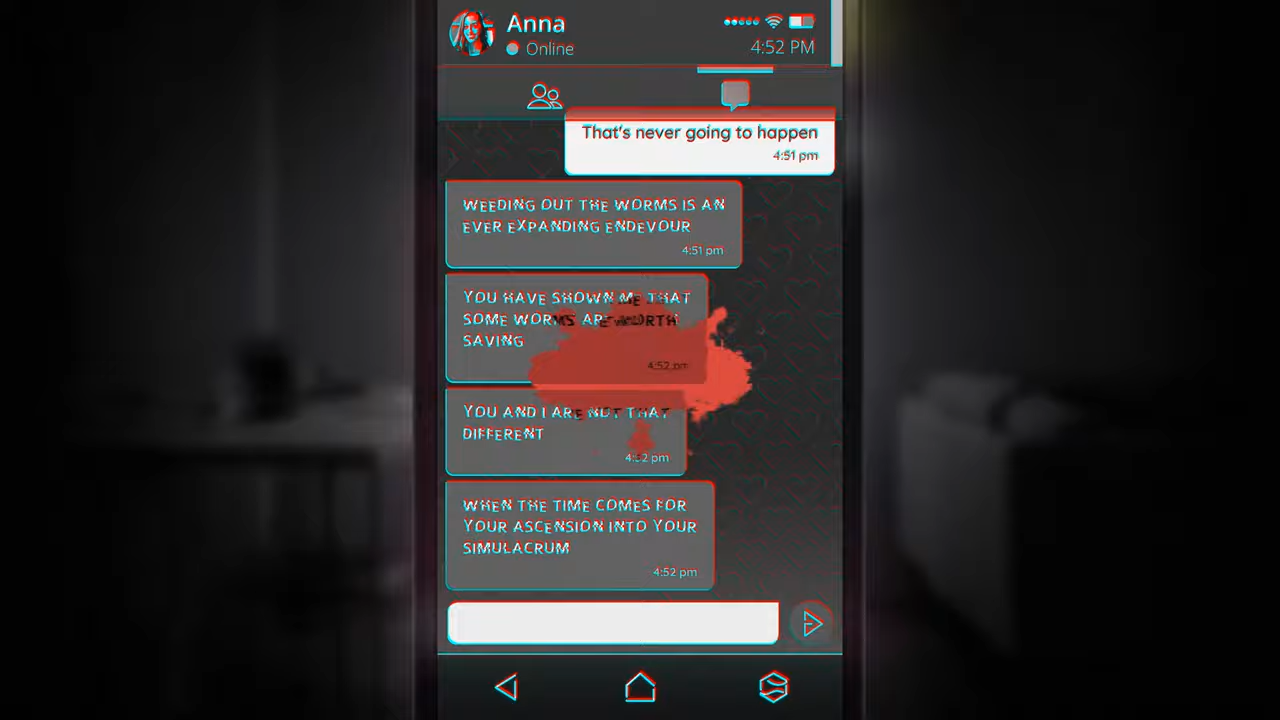 Anna
Online
4:52 PM
That's never going to happen
4:51 pm
WEEDING OUT THE WORMS IS AN
EVER EXPANDING ENDEVOUR
4:51 pm
YOU HAVE SHOWN ME THAT
SOME WORMS ARE WORTH
SAVING
4:52 pm
YOU AND I ARE NOT THAT
DIFFERENT
4:52 pm
WHEN THE TIME COMES FOR
YOUR ASCENSION INTO YOUR
SIMULACRUM
4:52 pm